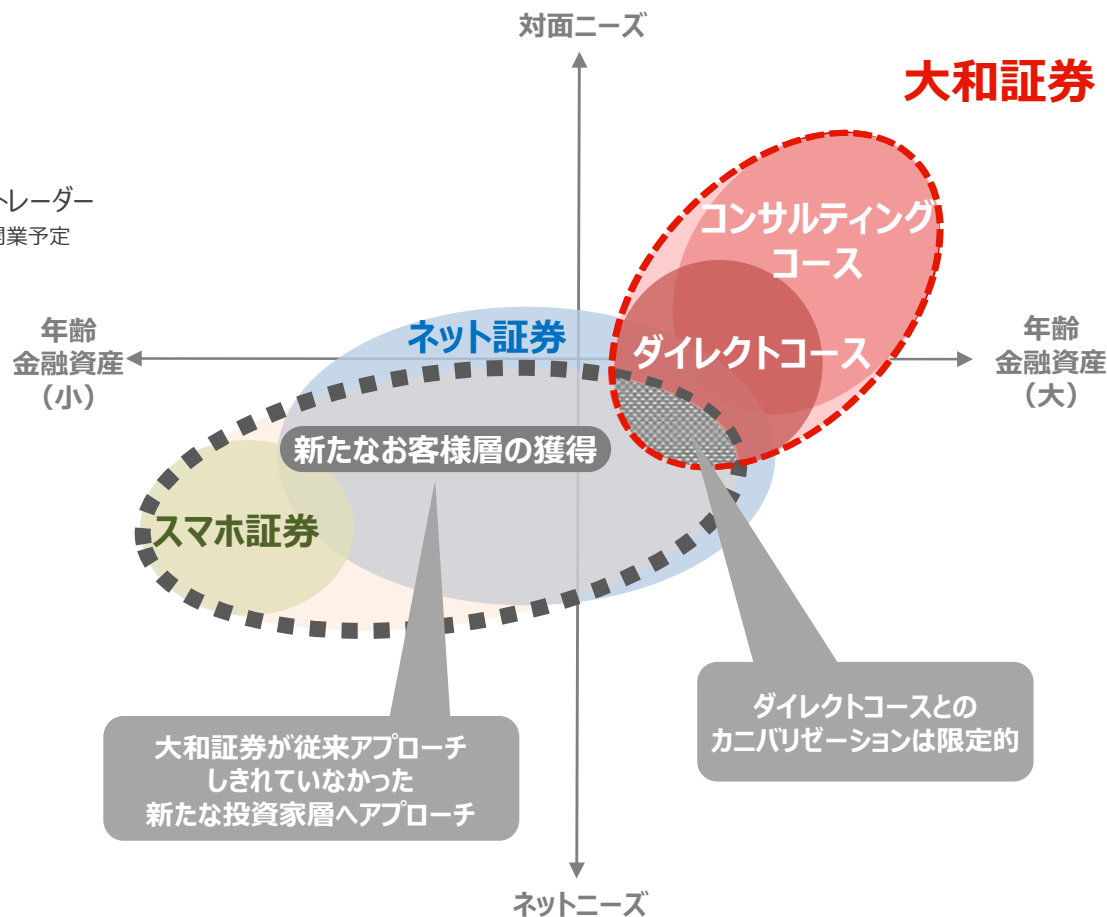 対面ニーズ
大和証券
トレーダー
開業予定
コンサルティング
コース
年齢
金融資産
（小）
ネット証券
ダイレクトコース
年齢
金融資産
（大）
新たなお客様層の獲得
スマホ証券
ダイレクトコースとの
カニバリゼーションは限定的
大和証券が従来アプローチ
しきれていなかった
新たな投資家層へアプローチ
ネットニーズ